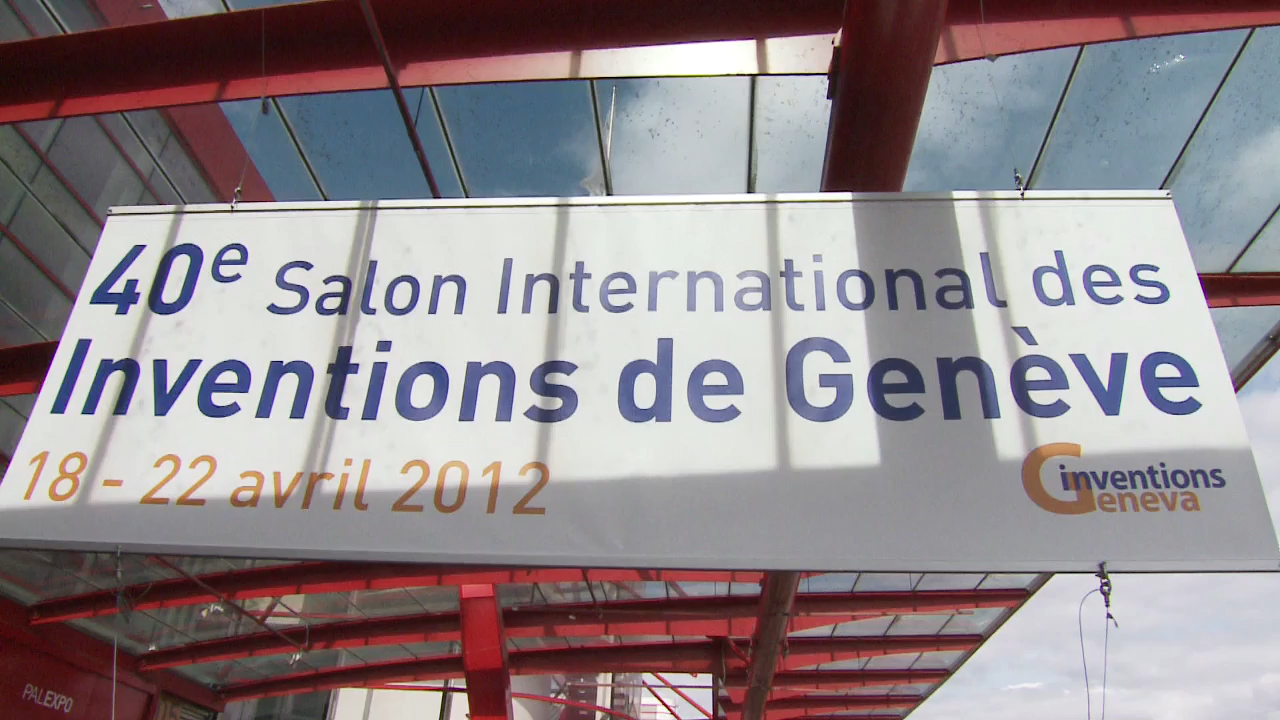 40e Salon International des
Inventions de Genève
18 - 22 avril 2012
inventions
Geneva
PALEXPO